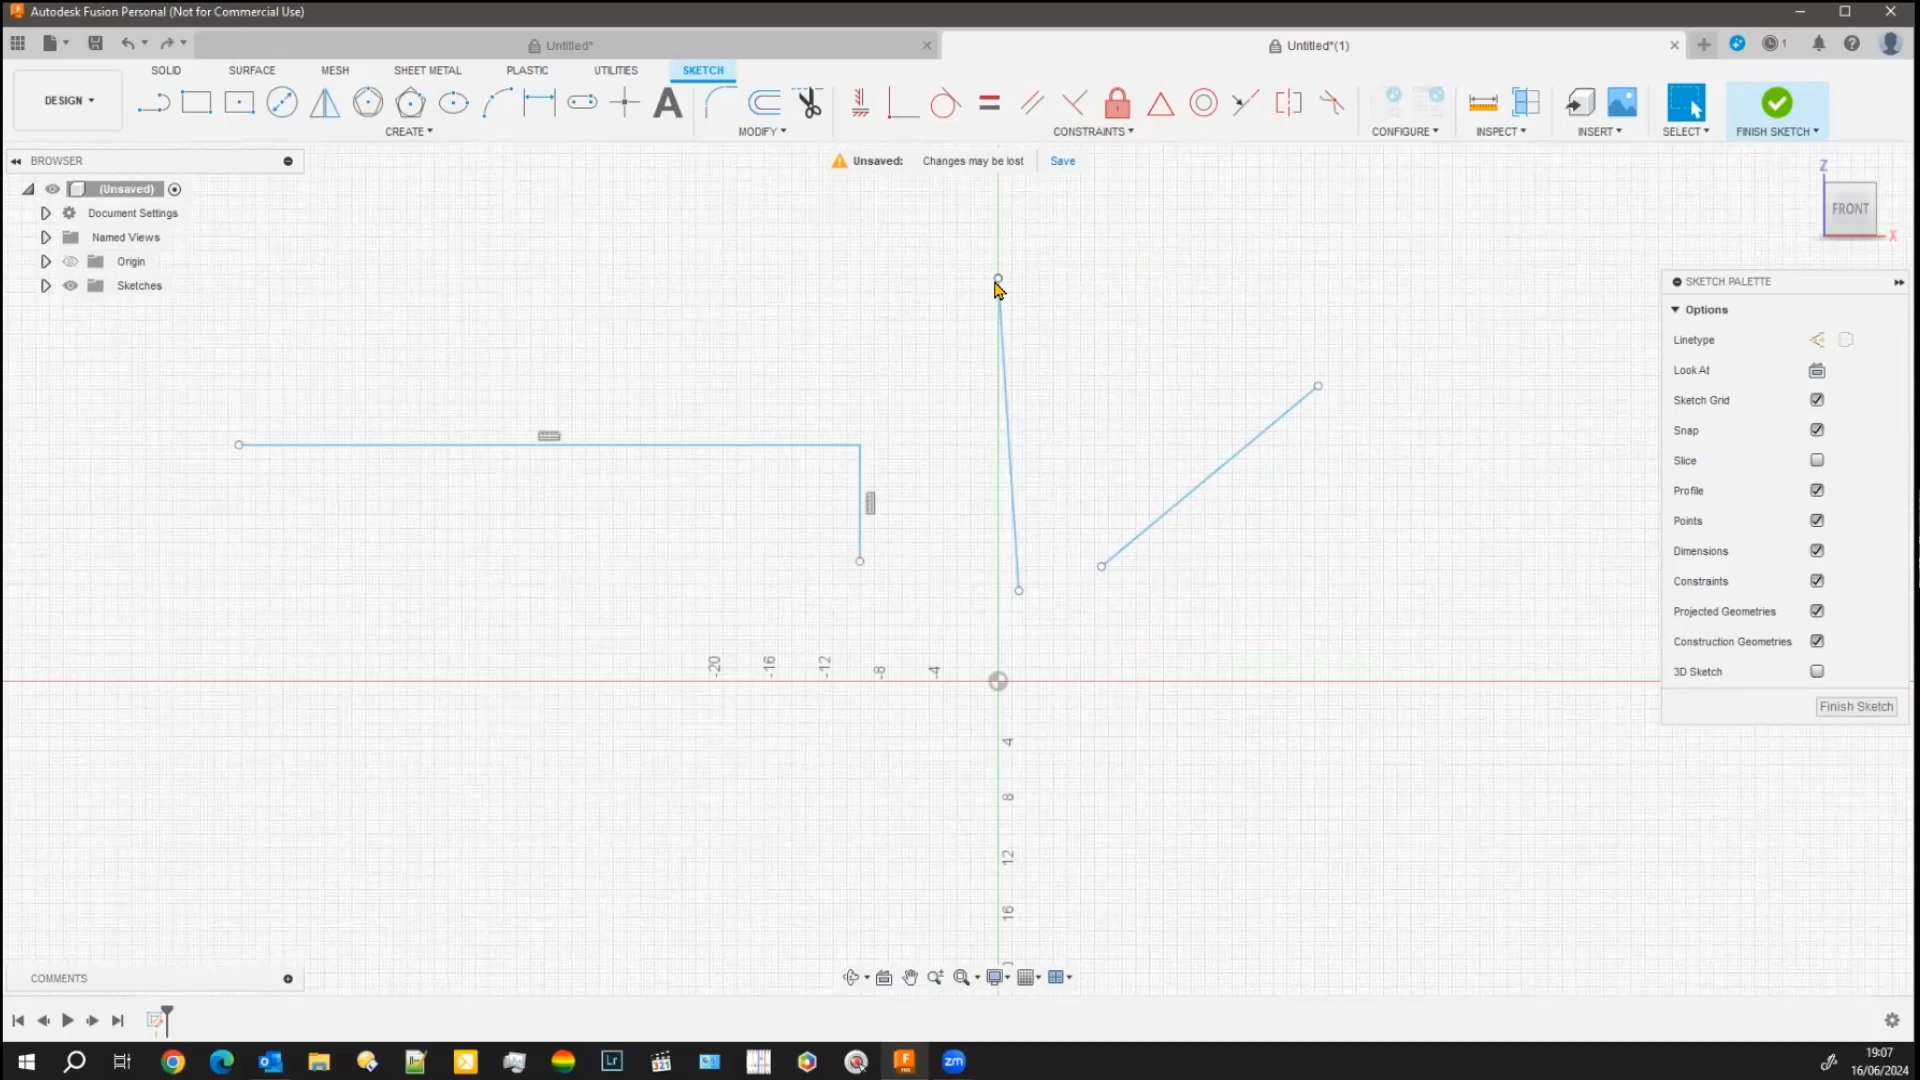 Autodesk Fusion Personal (Not for Commercial Use)
Untitled*
Untitled*(1)
1
SOLID
SURFACE
MESH
SHEET METAL
PLASTIC
UTILITIES
SKETCH
DESIGN
CREATE
MODIFY
CONSTRAINTS
CONFIGURE
INSPECT
INSERT
SELECT
FINISH SKETCH
BROWSER
Unsaved:
Changes may be lost
Save
(Unsaved)
Document Settings
Named Views
Origin
Sketches
Z
FRONT
X
SKETCH PALETTE
Options
Linetype
Look At
Sketch Grid
Snap
Slice
Profile
Points
Dimensions
Constraints
Projected Geometries
Construction Geometries
3D Sketch
Finish Sketch
-20
-16
-12
-8
-4
4
8
12
16
COMMENTS
Lr
321
F
zm
19:07
16/06/2024